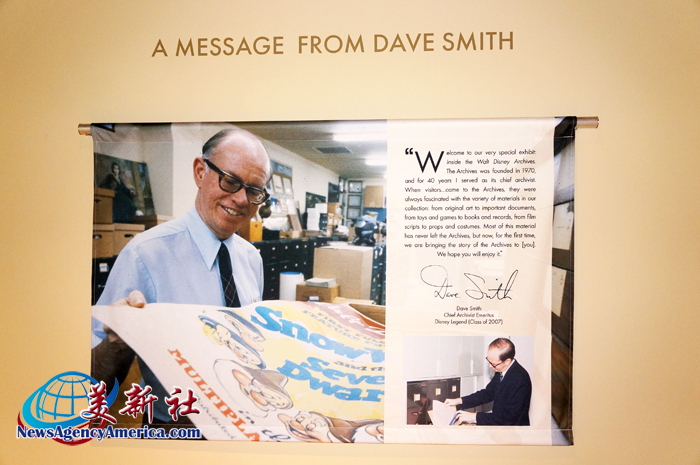 A MESSAGE FROM DAVE SMITH
“Welcome to our very special exhibit:
Inside the Walt Disney Archives.
The Archives was founded in 1970,
and for 40 years I served as its chief archivist.
When visitors...come to the Archives, they were
always fascinated with the variety of materials in our
collection: from original art to important documents,
from toys and games to books and records, from film
scripts to props and costumes. Most of this material
has never left the Archives, but now, for the first time,
we are bringing the story of the Archives to [you].
We hope you will enjoy it.”
Dave Smith
Dave Smith
Chief Archivist Emeritus
Disney Legend (Class of 2007)
Snow W
and the
Seve
Dwar
MULTIPLA
美新社
NewsAgencyAmerica.com